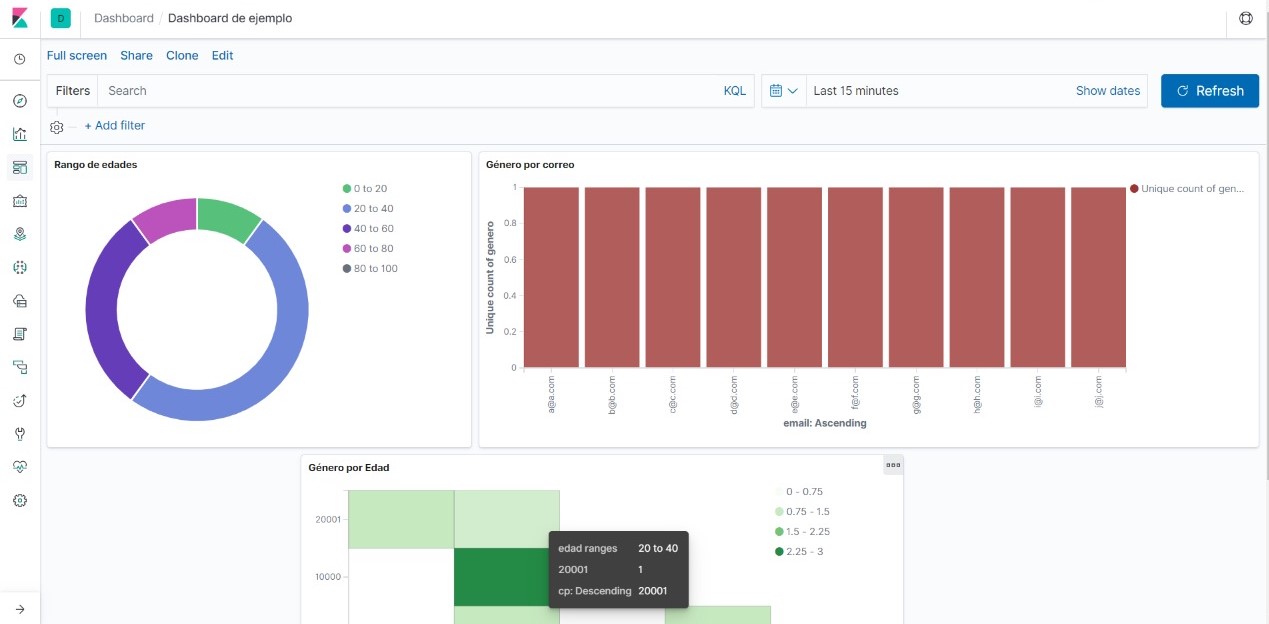 D Dashboard / Dashboard de ejemplo
Full screen Share Clone Edit
Filters Search KQL Last 15 minutes Show dates Refresh
+ Add filter
Rango de edades
0 to 20
20 to 40
40 to 60
60 to 80
80 to 100
Género por correo
Unique count of genero
1
0.8
0.6
0.4
0.2
0
a@a.com
b@b.com
c@c.com
d@d.com
e@e.com
f@f.com
g@g.com
h@h.com
i@i.com
j@j.com
email: Ascending
Unique count of gen...
Género por Edad
20001
10000
0 - 0.75
0.75 - 1.5
1.5 - 2.25
2.25 - 3
edad ranges 20 to 40
20001 1
cp: Descending 20001